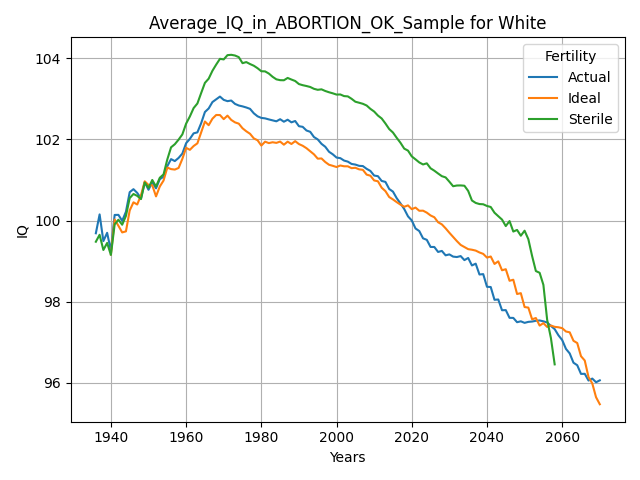 Average_IQ_in_ABORTION_OK_Sample for White
Fertility
Actual
Ideal
Sterile
104
102
100
98
96
IQ
1940 1960 1980 2000 2020 2040 2060
Years